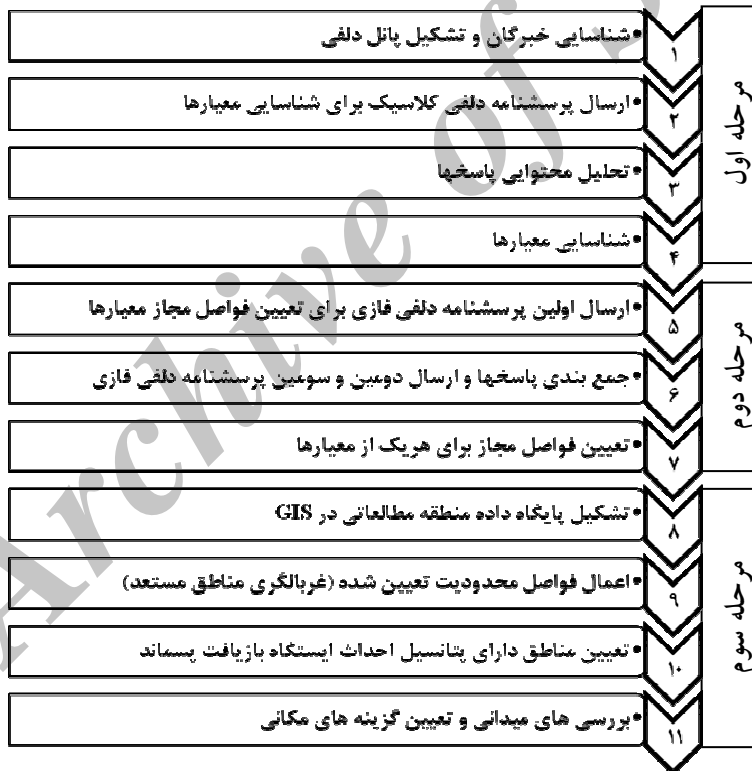 مرحله اول
۱
•شناسایی خبرگان و تشکیل پانل دلفی
۲
•ارسال پرسشنامه دلفی کلاسیک برای شناسایی معیارها
۳
•تحلیل محتوایی پاسخها
۴
•شناسایی معیارها
مرحله دوم
۵
•ارسال اولین پرسشنامه دلفی فازی برای تعیین فواصل مجاز معیارها
۶
•جمع بندی پاسخها و ارسال دومین و سومین پرسشنامه دلفی فازی
۷
•تعیین فواصل مجاز برای هریک از معیارها
مرحله سوم
۸
•تشکیل پایگاه داده منطقه مطالعاتی در GIS
۹
•اعمال فواصل محدودیت تعیین شده (غربالگری مناطق مستعد)
۱۰
•تعیین مناطق دارای پتانسیل احداث ایستگاه بازیافت پسماند
۱۱
•بررسی های میدانی و تعیین گزینه های مکانی
Archive of